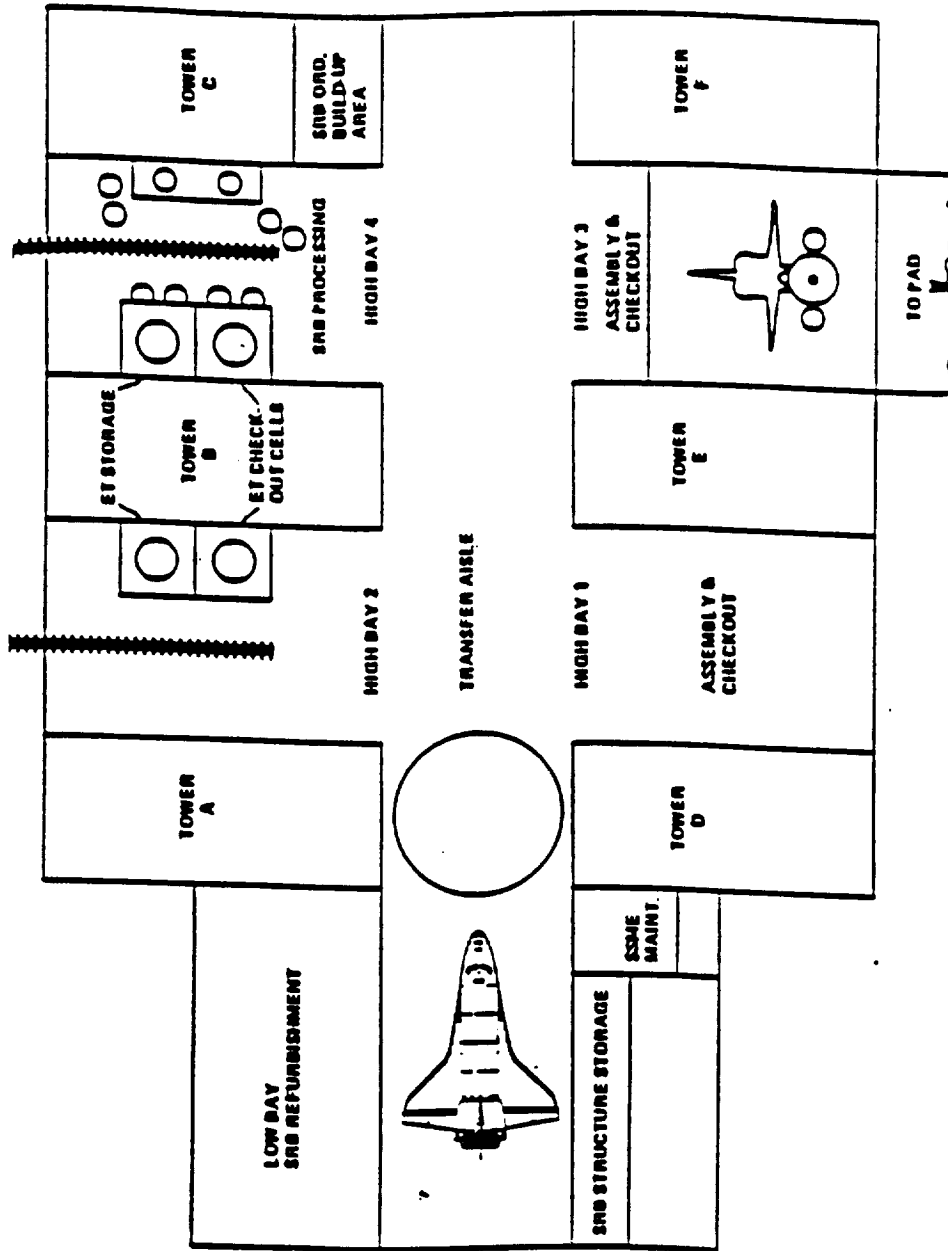 TOWER
C
SRB ORD.
BUILD-UP
AREA
TOWER
F
SRB PROCESSING
HIGH BAY 4
HIGH BAY 3
ASSEMBLY &
CHECKOUT
TO PAD
ET STORAGE
TOWER
B
ET CHECK-
OUT CELLS
TOWER
E
HIGH BAY 2
TRANSFER AISLE
HIGH BAY 1
ASSEMBLY &
CHECKOUT
TOWER
A
TOWER
D
LOW BAY
SRB REFURBISHMENT
SSME
MAINT.
SRB STRUCTURE STORAGE